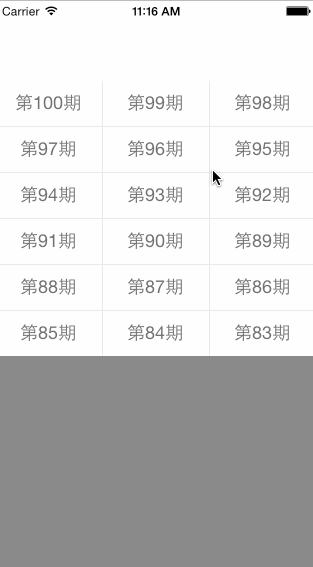 Carrier 11:16 AM
第100期 第99期 第98期
第97期 第96期 第95期
第94期 第93期 第92期
第91期 第90期 第89期
第88期 第87期 第86期
第85期 第84期 第83期